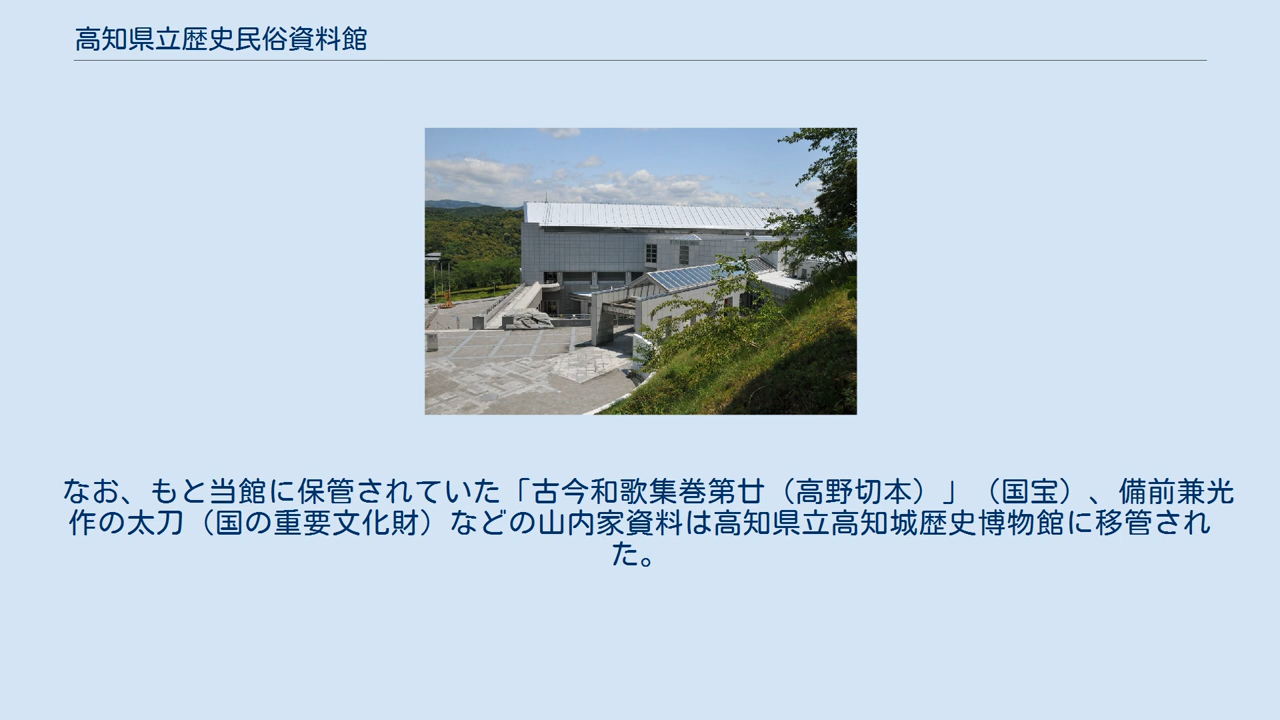 高知県立歴史民俗資料館
なお、もと当館に保管されていた「古今和歌集巻第廿（高野切本）」（国宝）、備前兼光
作の太刀（国の重要文化財）などの山内家資料は高知県立高知城歴史博物館に移管され
た。